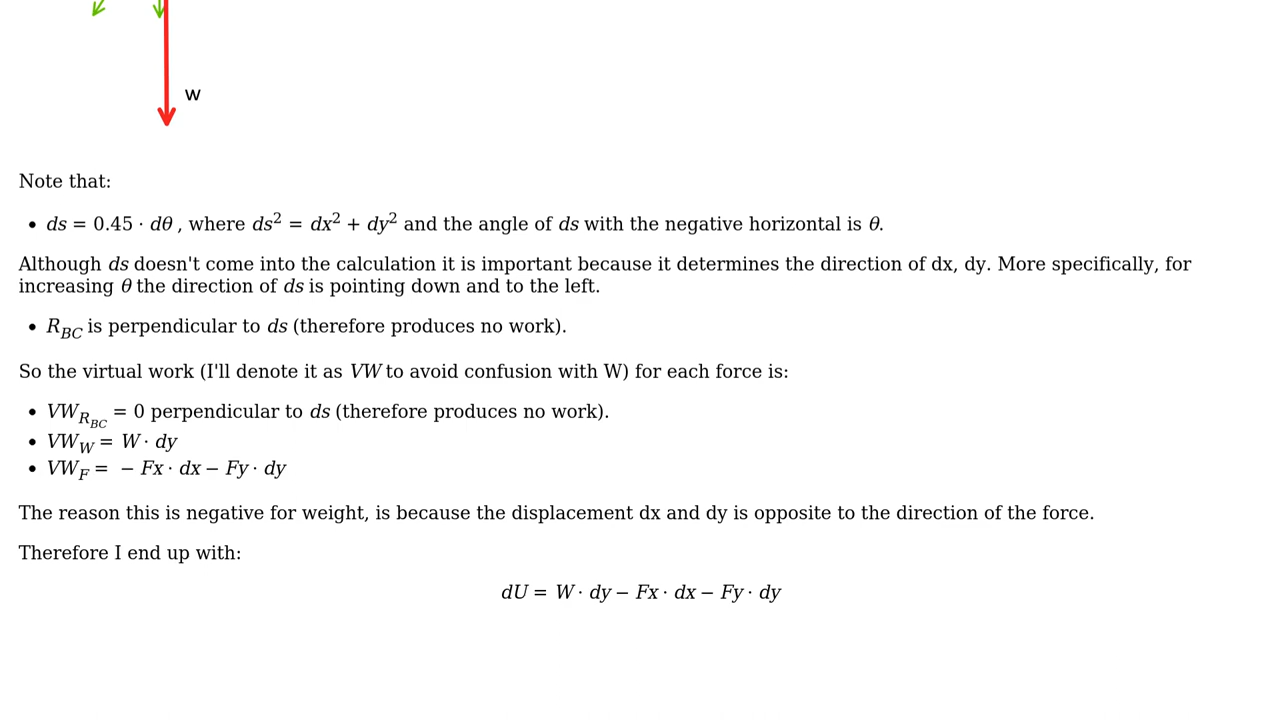 w
Note that:
• ds = 0.45 · dθ , where ds² = dx² + dy² and the angle of ds with the negative horizontal is θ.
Although ds doesn't come into the calculation it is important because it determines the direction of dx, dy. More specifically, for
increasing θ the direction of ds is pointing down and to the left.
• R_BC is perpendicular to ds (therefore produces no work).
So the virtual work (I'll denote it as VW to avoid confusion with W) for each force is:
• VW_{R_{BC}} = 0 perpendicular to ds (therefore produces no work).
• VW_W = W · dy
• VW_F = − Fx · dx − Fy · dy
The reason this is negative for weight, is because the displacement dx and dy is opposite to the direction of the force.
Therefore I end up with:
dU = W · dy − Fx · dx − Fy · dy